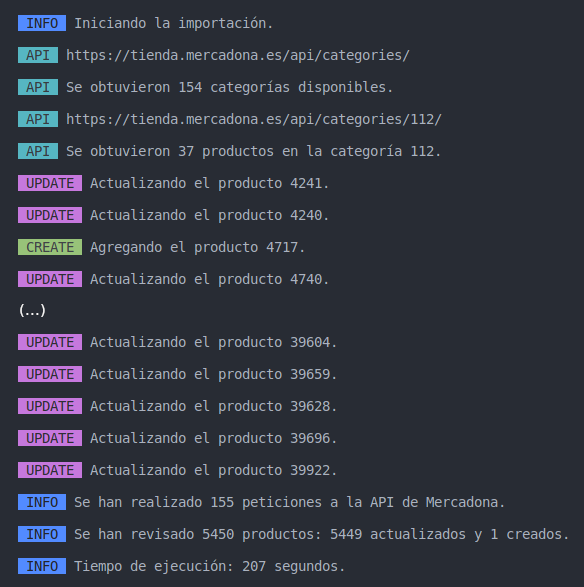 INFO Iniciando la importación.
API https://tienda.mercadona.es/api/categories/
API Se obtuvieron 154 categorías disponibles.
API https://tienda.mercadona.es/api/categories/112/
API Se obtuvieron 37 productos en la categoría 112.
UPDATE Actualizando el producto 4241.
UPDATE Actualizando el producto 4240.
CREATE Agregando el producto 4717.
UPDATE Actualizando el producto 4740.
(...)
UPDATE Actualizando el producto 39604.
UPDATE Actualizando el producto 39659.
UPDATE Actualizando el producto 39628.
UPDATE Actualizando el producto 39696.
UPDATE Actualizando el producto 39922.
INFO Se han realizado 155 peticiones a la API de Mercadona.
INFO Se han revisado 5450 productos: 5449 actualizados y 1 creados.
INFO Tiempo de ejecución: 207 segundos.